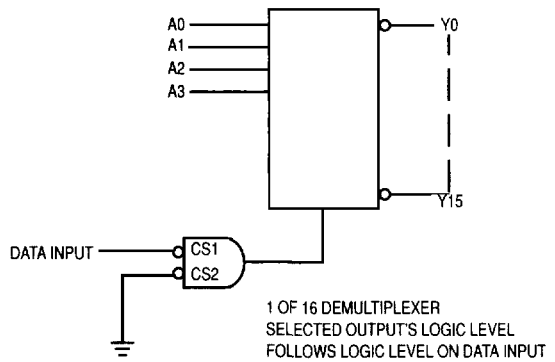 A0
Y0
A1
A2
A3
Y15
DATA INPUT
CS1
CS2
1 OF 16 DEMULTIPLEXER
SELECTED OUTPUT'S LOGIC LEVEL
FOLLOWS LOGIC LEVEL ON DATA INPUT